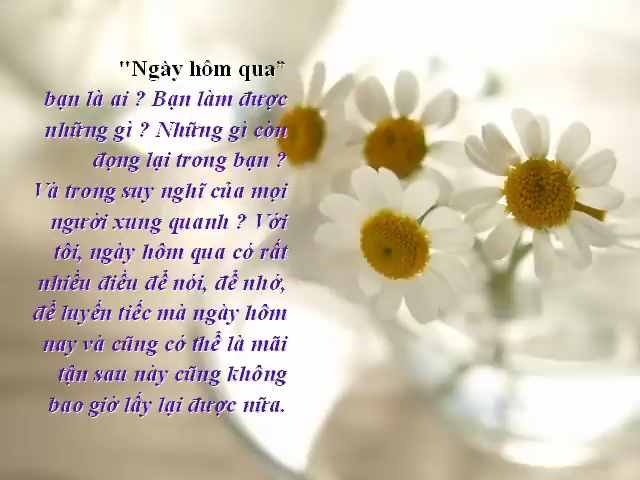 "Ngày hôm qua"
bạn là ai ? Bạn làm được
những gì ? Những gì còn
đọng lại trong bạn ?
Và trong suy nghĩ của mọi
người xung quanh ? Với
tôi, ngày hôm qua có rất
nhiều điều để nói, để nhớ,
để luyến tiếc mà ngày hôm
nay và cũng có thể là mãi
tận sau này cũng không
bao giờ lấy lại được nữa.